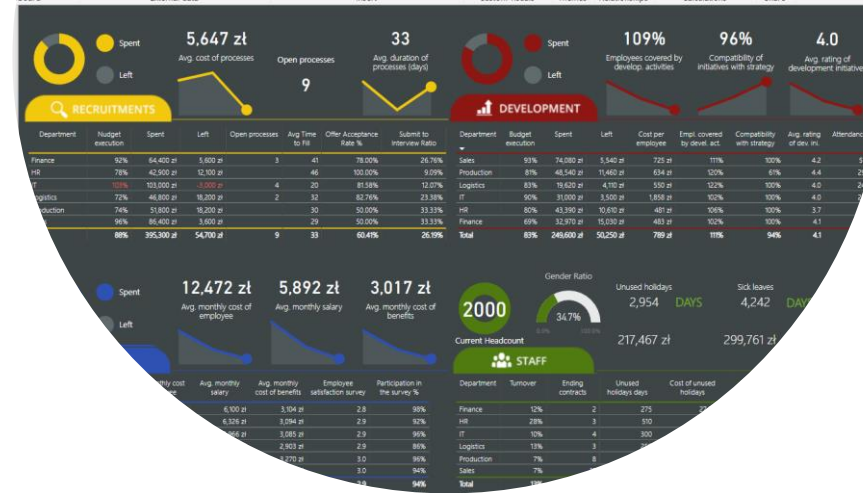 Spent
Left
5,647 zł
Avg. cost of processes
Open processes
9
33
Avg. duration of
processes (days)
RECRUITMENTS
Department Nudget execution Spent Left Open processes Avg Time to Fill Offer Acceptance Rate % Submit to Interview Ratio
Finance 92% 64,400 zł 5,600 zł 3 41 78.00% 26.76%
HR 78% 42,900 zł 12,100 zł 46 100.00% 9.09%
IT 103% 103,000 zł -3,000 zł 4 20 81.58% 12.07%
Logistics 72% 46,800 zł 18,200 zł 2 32 82.76% 23.38%
74% 51,800 zł 18,200 zł 30 50.00% 33.33%
96% 86,400 zł 3,600 zł 29 50.00% 33.33%
88% 395,300 zł 54,700 zł 9 33 60.41% 26.19%
Spent
Left
109%
Employees covered by
develop. activities
96%
Compatibility of
initiatives with strategy
4.0
Avg. rating of
development initiative
DEVELOPMENT
Department Budget execution Spent Left Cost per employee Empl. covered by devel. act. Compatibility with strategy Avg. rating of dev. ini.
Sales 93% 74,080 zł 5,540 zł 725 zł 111% 100% 4.2
Production 81% 48,540 zł 11,460 zł 634 zł 120% 61% 4.4
Logistics 83% 19,620 zł 4,110 zł 550 zł 122% 100% 4.0
IT 90% 31,000 zł 3,500 zł 1,858 zł 102% 100% 4.0
HR 80% 43,390 zł 10,610 zł 481 zł 106% 100% 3.7
Finance 69% 32,970 zł 15,030 zł 483 zł 102% 100% 4.1
Total 83% 249,600 zł 50,250 zł 789 zł 111% 94% 4.1
Spent
Left
12,472 zł
Avg. monthly cost of
employee
5,892 zł
Avg. monthly salary
3,017 zł
Avg. monthly cost of
benefits
Avg. monthly salary Avg. monthly cost of benefits Employee satisfaction survey Participation in the survey %
6,100 zł 3,104 zł 2.8 98%
6,326 zł 3,094 zł 2.9 92%
3,085 zł 2.9 96%
2,903 zł 2.9 86%
3,270 zł 3.0 96%
3.0 94%
2.9 94%
2000
Current Headcount
Gender Ratio
34.7%
0.0% 100.0%
Unused holidays
2,954 DAYS
217,467 zł
Sick leaves
4,242
299,761 zł
STAFF
Department Turnover Ending contracts Unused holidays days Cost of unused holidays
Finance 12% 2 275
HR 28% 3 510
IT 10% 4 300
Logistics 13% 3
Production 7% 8
Sales 7%
Total